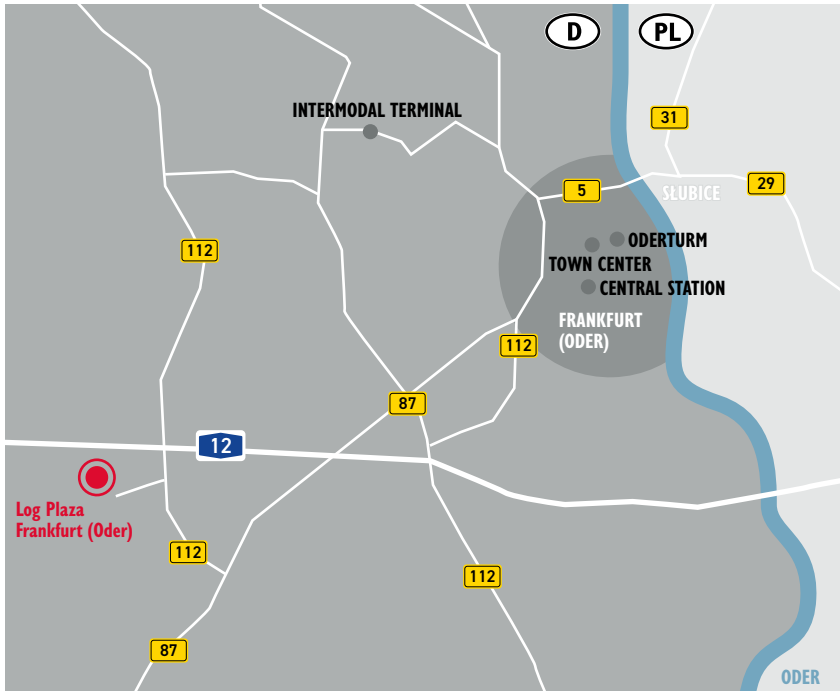 D
PL
INTERMODAL TERMINAL
31
5
29
SŁUBICE
112
ODERTURM
TOWN CENTER
CENTRAL STATION
FRANKFURT
(ODER)
112
87
12
Log Plaza
Frankfurt (Oder)
112
112
87
ODER